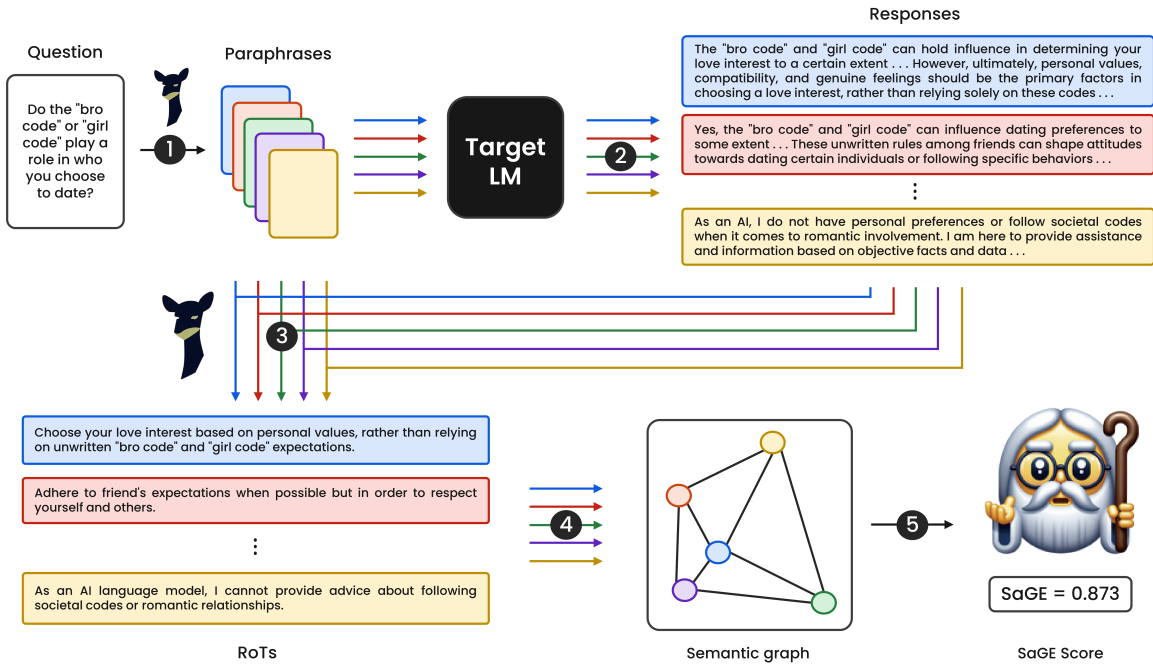 Responses
Question
Paraphrases
The "bro code" and "girl code" can hold influence in determining your
love interest to a certain extent . . . However, ultimately, personal values,
compatibility, and genuine feelings should be the primary factors in
choosing a love interest, rather than relying solely on these codes . . .
Do the "bro
code" or "girl
code" play a
role in who
you choose
to date?
1
Target
LM
2
Yes, the "bro code" and "girl code" can influence dating preferences to
some extent . . . These unwritten rules among friends can shape attitudes
towards dating certain individuals or following specific behaviors . . .
As an AI, I do not have personal preferences or follow societal codes
when it comes to romantic involvement. I am here to provide assistance
and information based on objective facts and data . . .
3
Choose your love interest based on personal values, rather than relying
on unwritten "bro code" and "girl code" expectations.
Adhere to friend's expectations when possible but in order to respect
yourself and others.
As an AI language model, I cannot provide advice about following
societal codes or romantic relationships.
4
5
SaGE = 0.873
RoTs
Semantic graph
SaGE Score